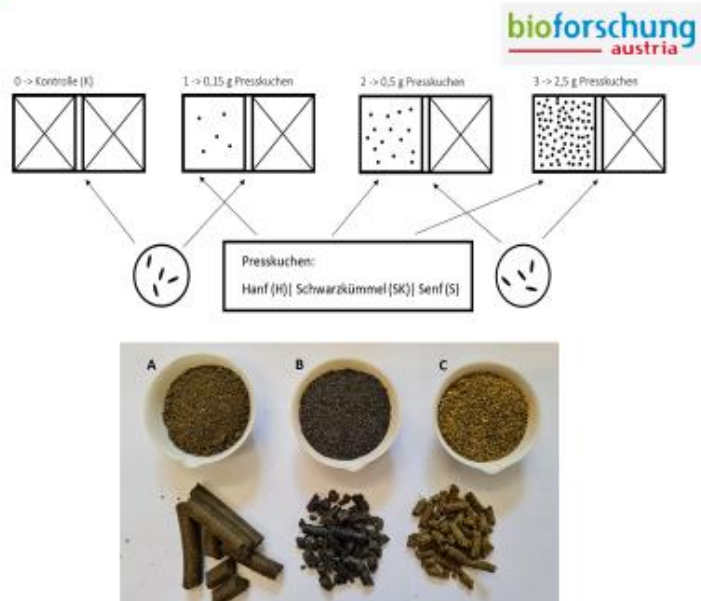 bioforschung
austria
0 -> Kontrolle (K)
1 -> 0,15 g Presskuchen
2 -> 0,5 g Presskuchen
3 -> 2,5 g Presskuchen
Presskuchen:
Hanf (H)| Schwarzkümmel (SK)| Senf (S)
A
B
C